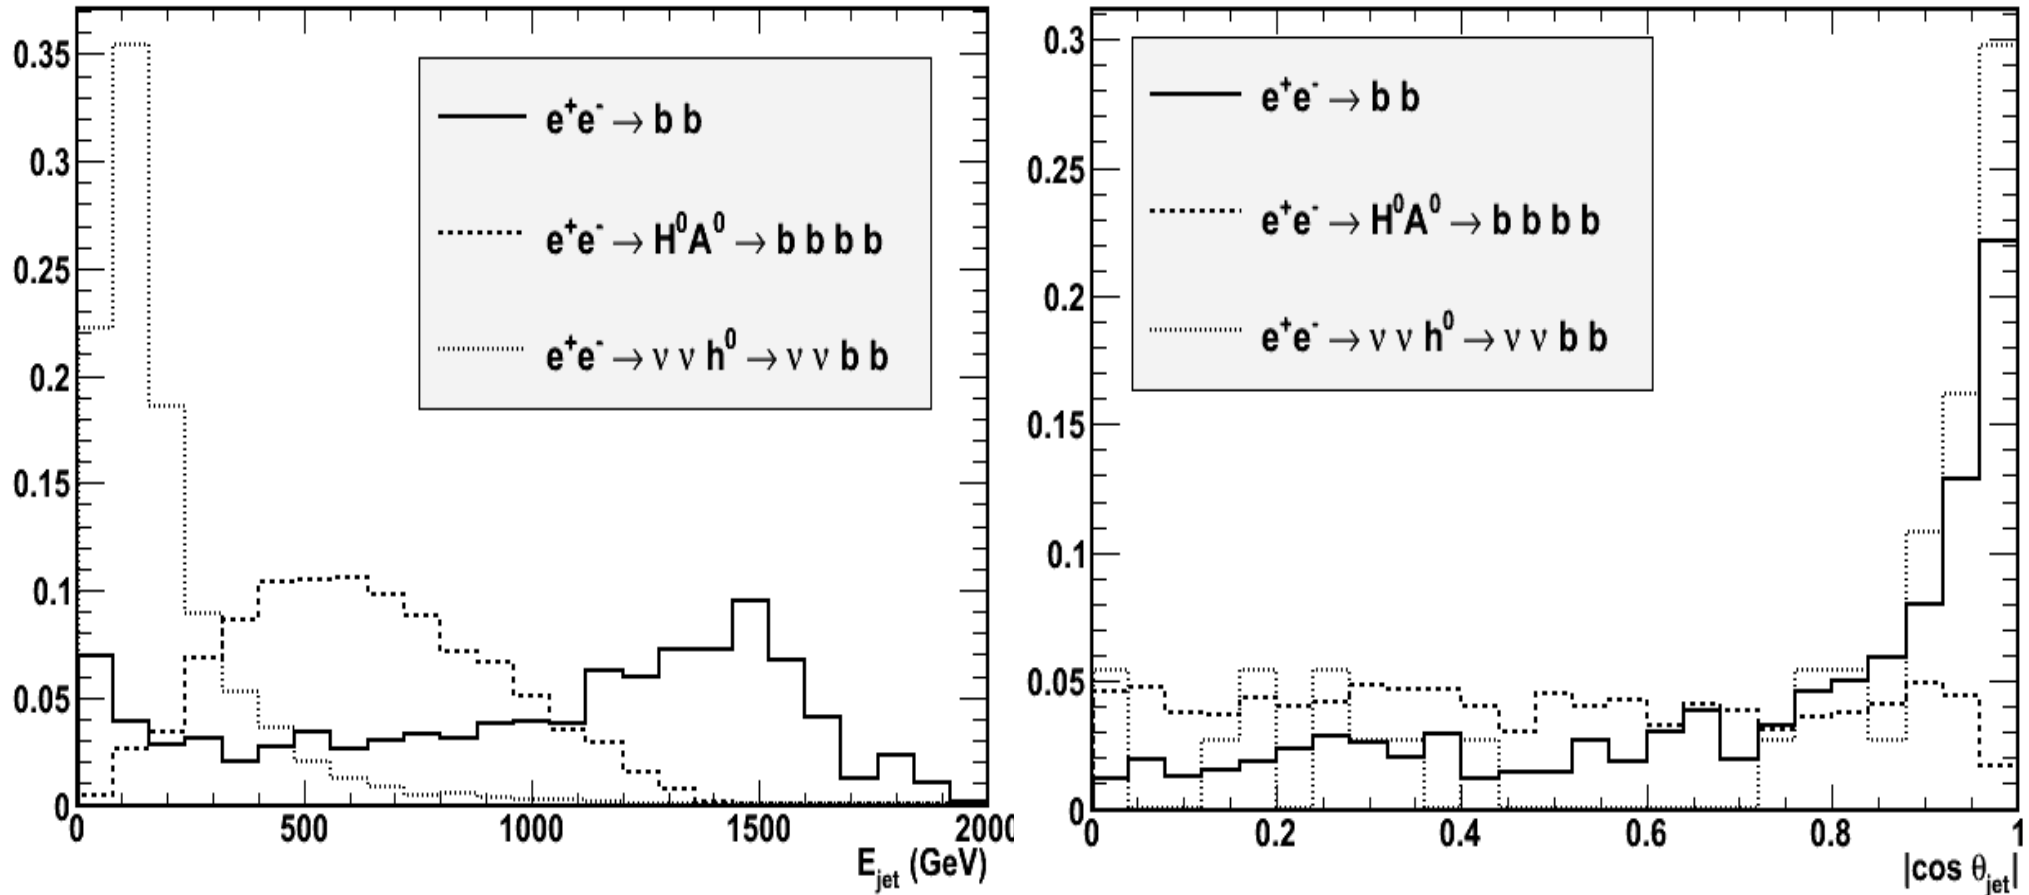 0.35
0.3
0.25
0.2
0.15
0.1
0.05
0
e⁺e⁻ → b b
e⁺e⁻ → H⁰A⁰ → b b b b
e⁺e⁻ → ν ν h⁰ → ν ν b b
0 500 1000 1500 2000
E_jet (GeV)
0.3
0.25
0.2
0.15
0.1
0.05
0
e⁺e⁻ → b b
e⁺e⁻ → H⁰A⁰ → b b b b
e⁺e⁻ → ν ν h⁰ → ν ν b b
0 0.2 0.4 0.6 0.8 1
|cos θ_jet|